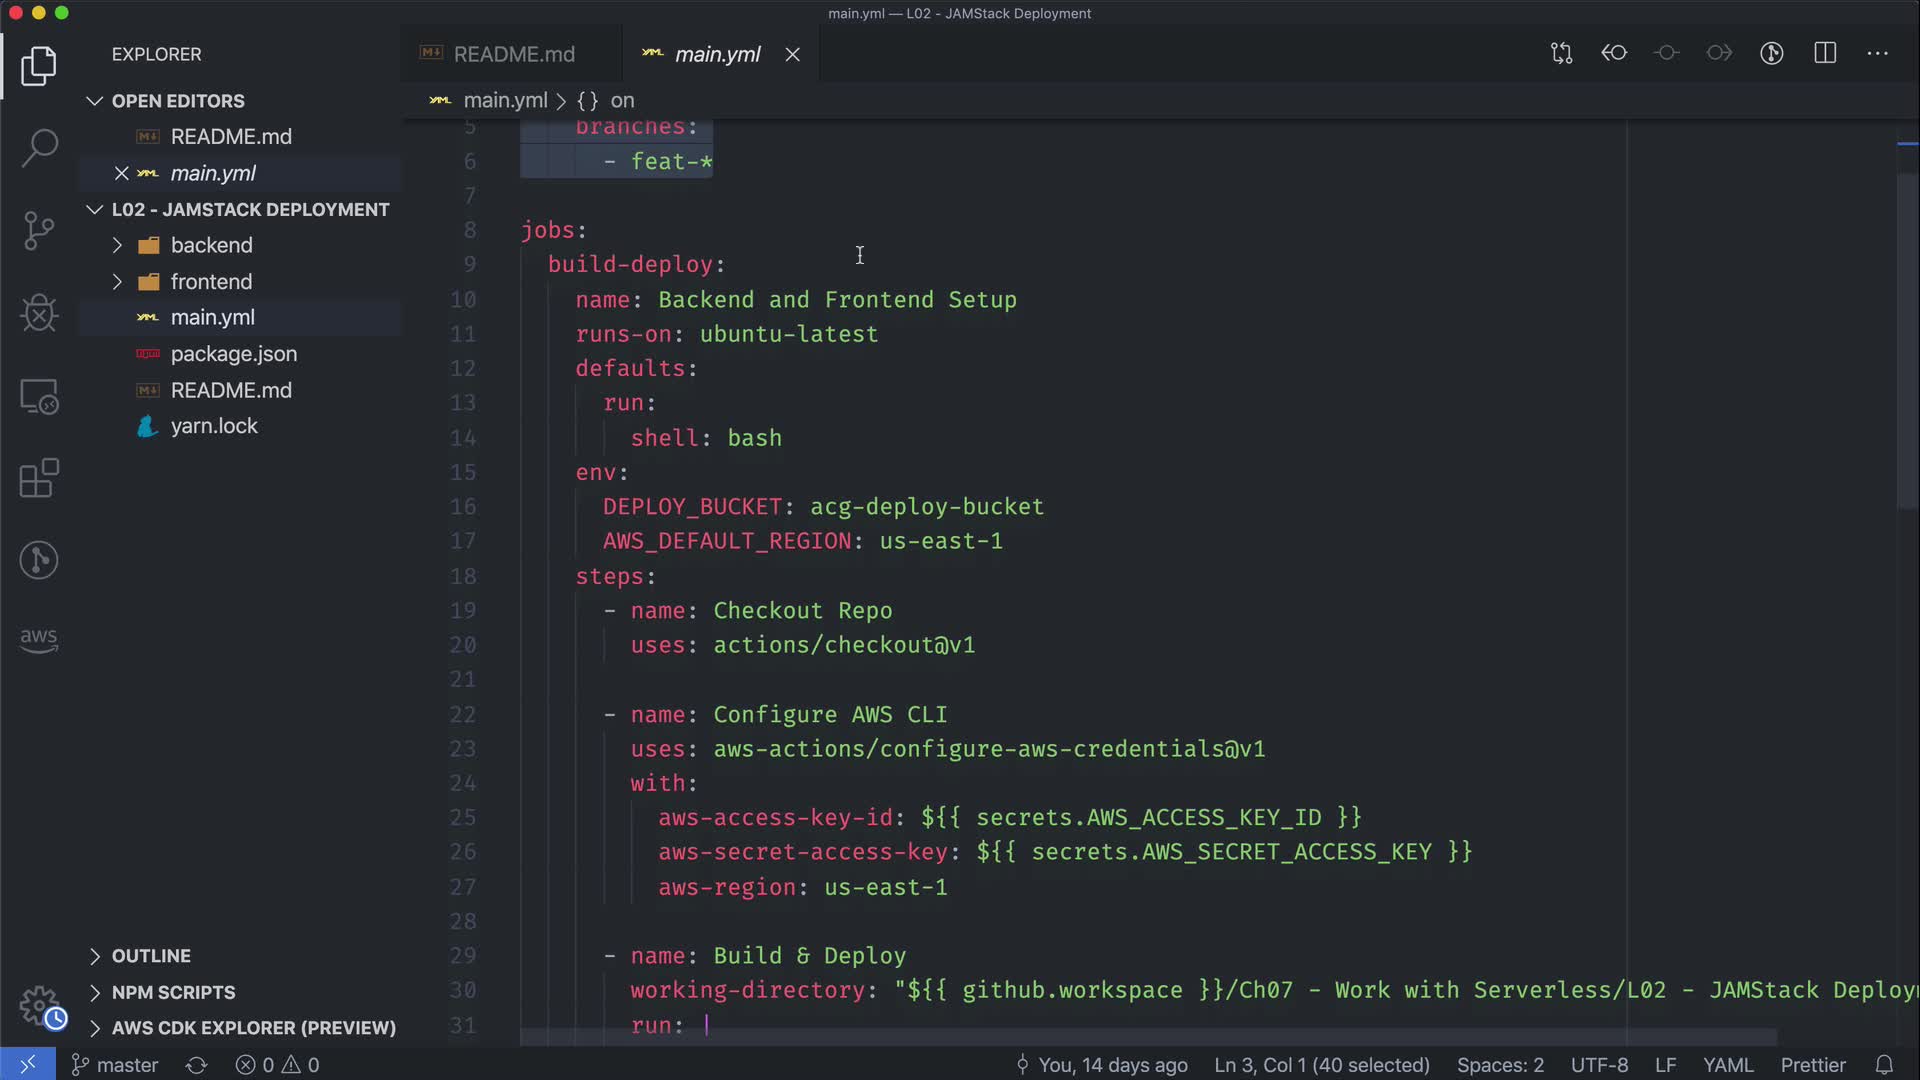 main.yml — L02 - JAMStack Deployment
EXPLORER
README.md
main.yml
OPEN EDITORS
README.md
main.yml
L02 - JAMSTACK DEPLOYMENT
backend
frontend
main.yml
package.json
README.md
yarn.lock
aws
OUTLINE
NPM SCRIPTS
AWS CDK EXPLORER (PREVIEW)
main.yml > {} on
5 branches:
6 - feat-*
7
8 jobs:
9 build-deploy:
10 name: Backend and Frontend Setup
11 runs-on: ubuntu-latest
12 defaults:
13 run:
14 shell: bash
15 env:
16 DEPLOY_BUCKET: acg-deploy-bucket
17 AWS_DEFAULT_REGION: us-east-1
18 steps:
19 - name: Checkout Repo
20 uses: actions/checkout@v1
21
22 - name: Configure AWS CLI
23 uses: aws-actions/configure-aws-credentials@v1
24 with:
25 aws-access-key-id: ${{ secrets.AWS_ACCESS_KEY_ID }}
26 aws-secret-access-key: ${{ secrets.AWS_SECRET_ACCESS_KEY }}
27 aws-region: us-east-1
28
29 - name: Build & Deploy
30 working-directory: "${{ github.workspace }}/Ch07 - Work with Serverless/L02 - JAMStack Deploy
31 run: |
master 0 0 You, 14 days ago Ln 3, Col 1 (40 selected) Spaces: 2 UTF-8 LF YAML Prettier